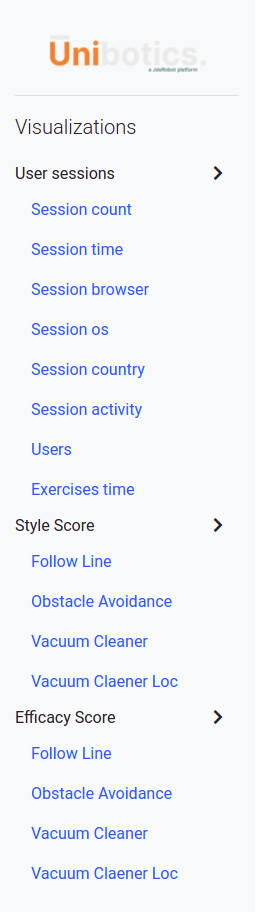 Unibotics.
a JdeRobot platform
Visualizations
User sessions
Session count
Session time
Session browser
Session os
Session country
Session activity
Users
Exercises time
Style Score
Follow Line
Obstacle Avoidance
Vacuum Cleaner
Vacuum Claener Loc
Efficacy Score
Follow Line
Obstacle Avoidance
Vacuum Cleaner
Vacuum Claener Loc